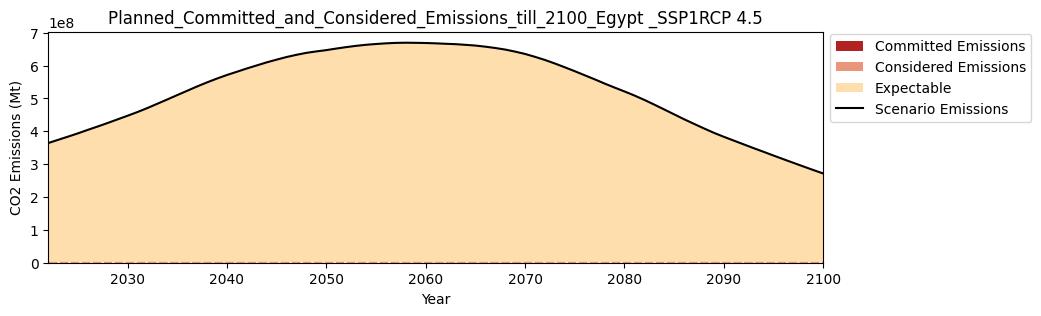 Planned_Committed_and_Considered_Emissions_till_2100_Egypt _SSP1RCP 4.5
1e8
7
6
5
4
3
2
1
0
CO2 Emissions (Mt)
2030 2040 2050 2060 2070 2080 2090 2100
Year
Committed Emissions
Considered Emissions
Expectable
Scenario Emissions